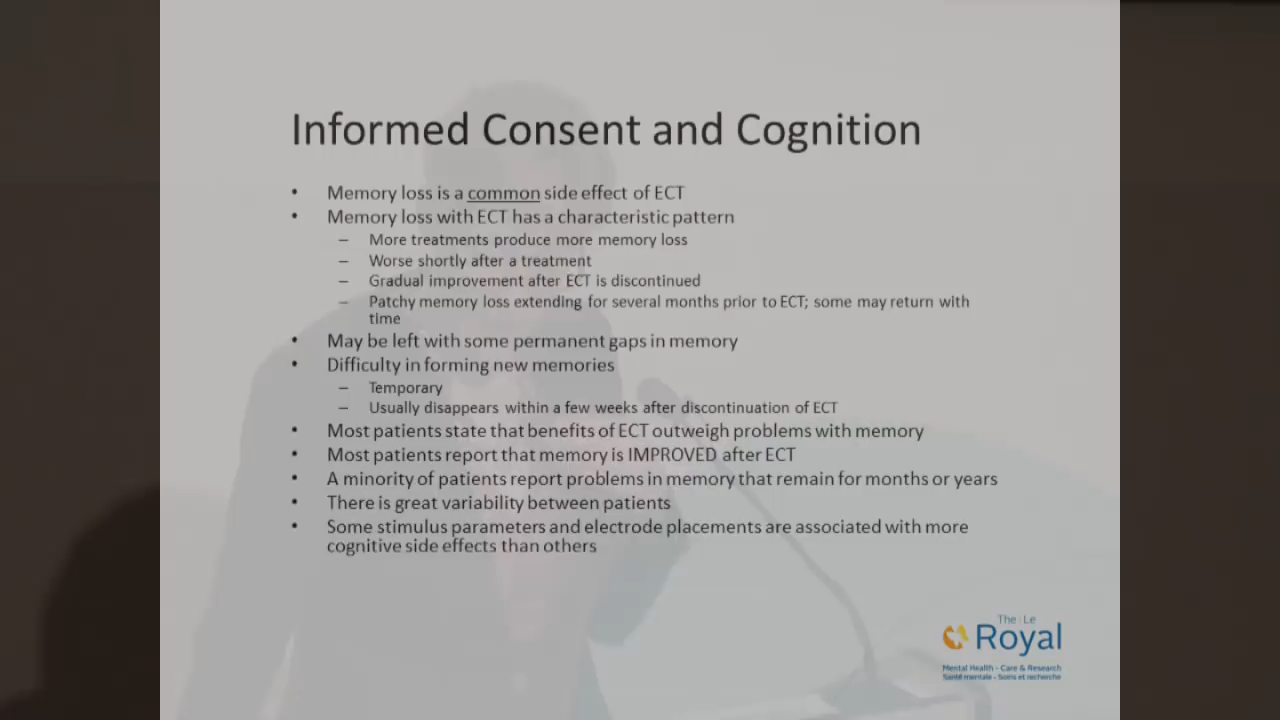 Informed Consent and Cognition
• Memory loss is a common side effect of ECT
• Memory loss with ECT has a characteristic pattern
– More treatments produce more memory loss
– Worse shortly after a treatment
– Gradual improvement after ECT is discontinued
– Patchy memory loss extending for several months prior to ECT; some may return with
time
• May be left with some permanent gaps in memory
• Difficulty in forming new memories
– Temporary
– Usually disappears within a few weeks after discontinuation of ECT
• Most patients state that benefits of ECT outweigh problems with memory
• Most patients report that memory is IMPROVED after ECT
• A minority of patients report problems in memory that remain for months or years
• There is great variability between patients
• Some stimulus parameters and electrode placements are associated with more
cognitive side effects than others
The Le
Royal
Mental Health - Care & Research
Santé mentale - Soins et recherche